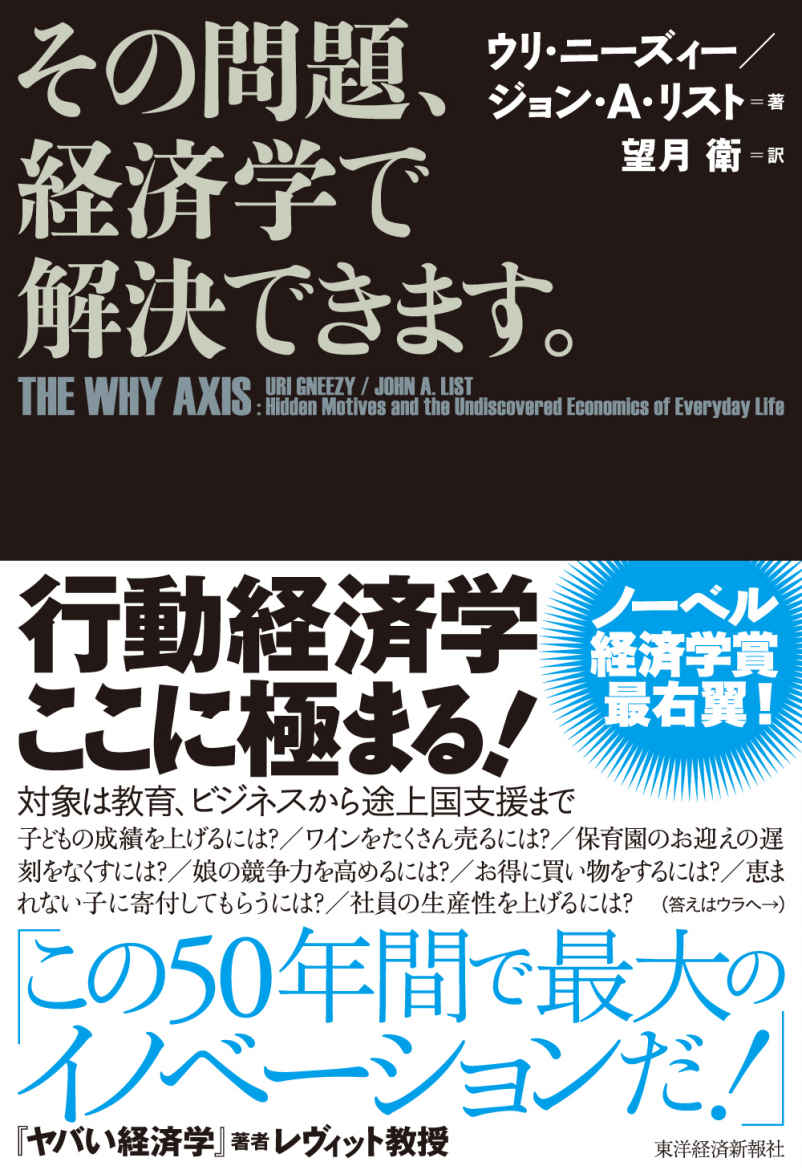 その問題、
経済学で
解決できます。
ウリ・ニーズィー／
ジョン・A・リスト=著
望月 衛=訳
THE WHY AXIS : URI GNEEZY / JOHN A. LIST
Hidden Motives and the Undiscovered Economics of Everyday Life
行動経済学
ここに極まる!
ノーベル
経済学賞
最右翼!
対象は教育、ビジネスから途上国支援まで
子どもの成績を上げるには?／ワインをたくさん売るには?／保育園のお迎えの遅
刻をなくすには?／娘の競争力を高めるには?／お得に買い物をするには?／恵ま
れない子に寄付してもらうには?／社員の生産性を上げるには? (答えはウラへ→)
「この50年間で最大の
イノベーションだ!」
『ヤバい経済学』著者レヴィット教授
東洋経済新報社